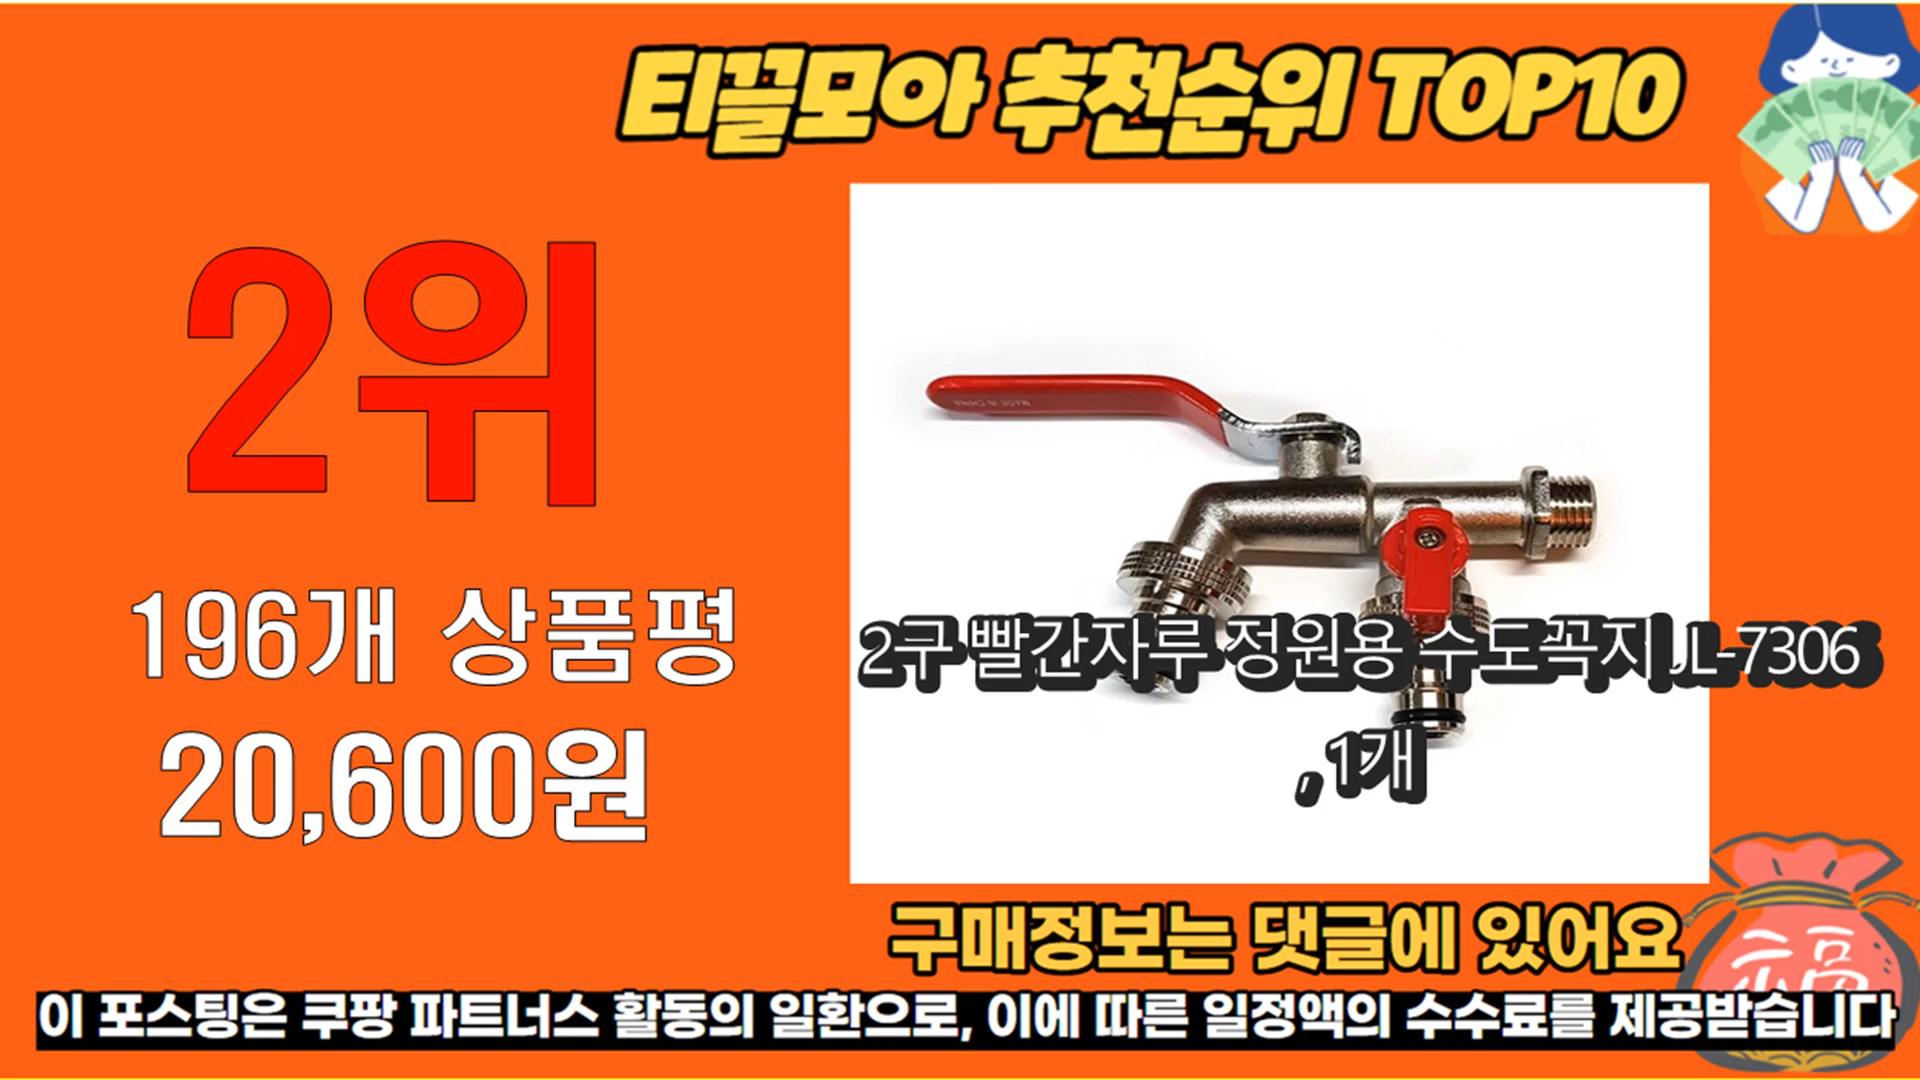 티끌모아 추천순위 TOP10
2위
196개 상품평
20,600원
MADE IN CHINA
2구 빨간자루 정원용 수도꼭지 JL-7306
, 1개
구매정보는 댓글에 있어요
福
이 포스팅은 쿠팡 파트너스 활동의 일환으로, 이에 따른 일정액의 수수료를 제공받습니다